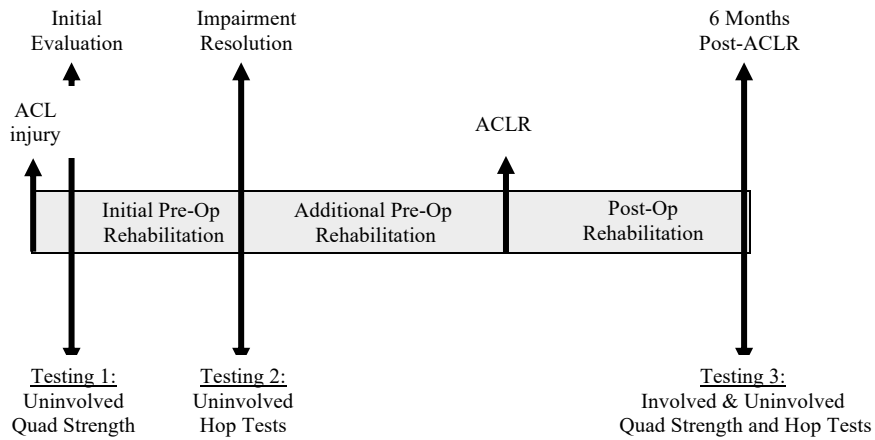 Initial
Evaluation
Impairment
Resolution
6 Months
Post-ACLR
ACL
injury
ACLR
Initial Pre-Op
Rehabilitation
Additional Pre-Op
Rehabilitation
Post-Op
Rehabilitation
Testing 1:
Uninvolved
Quad Strength
Testing 2:
Uninvolved
Hop Tests
Testing 3:
Involved & Uninvolved
Quad Strength and Hop Tests